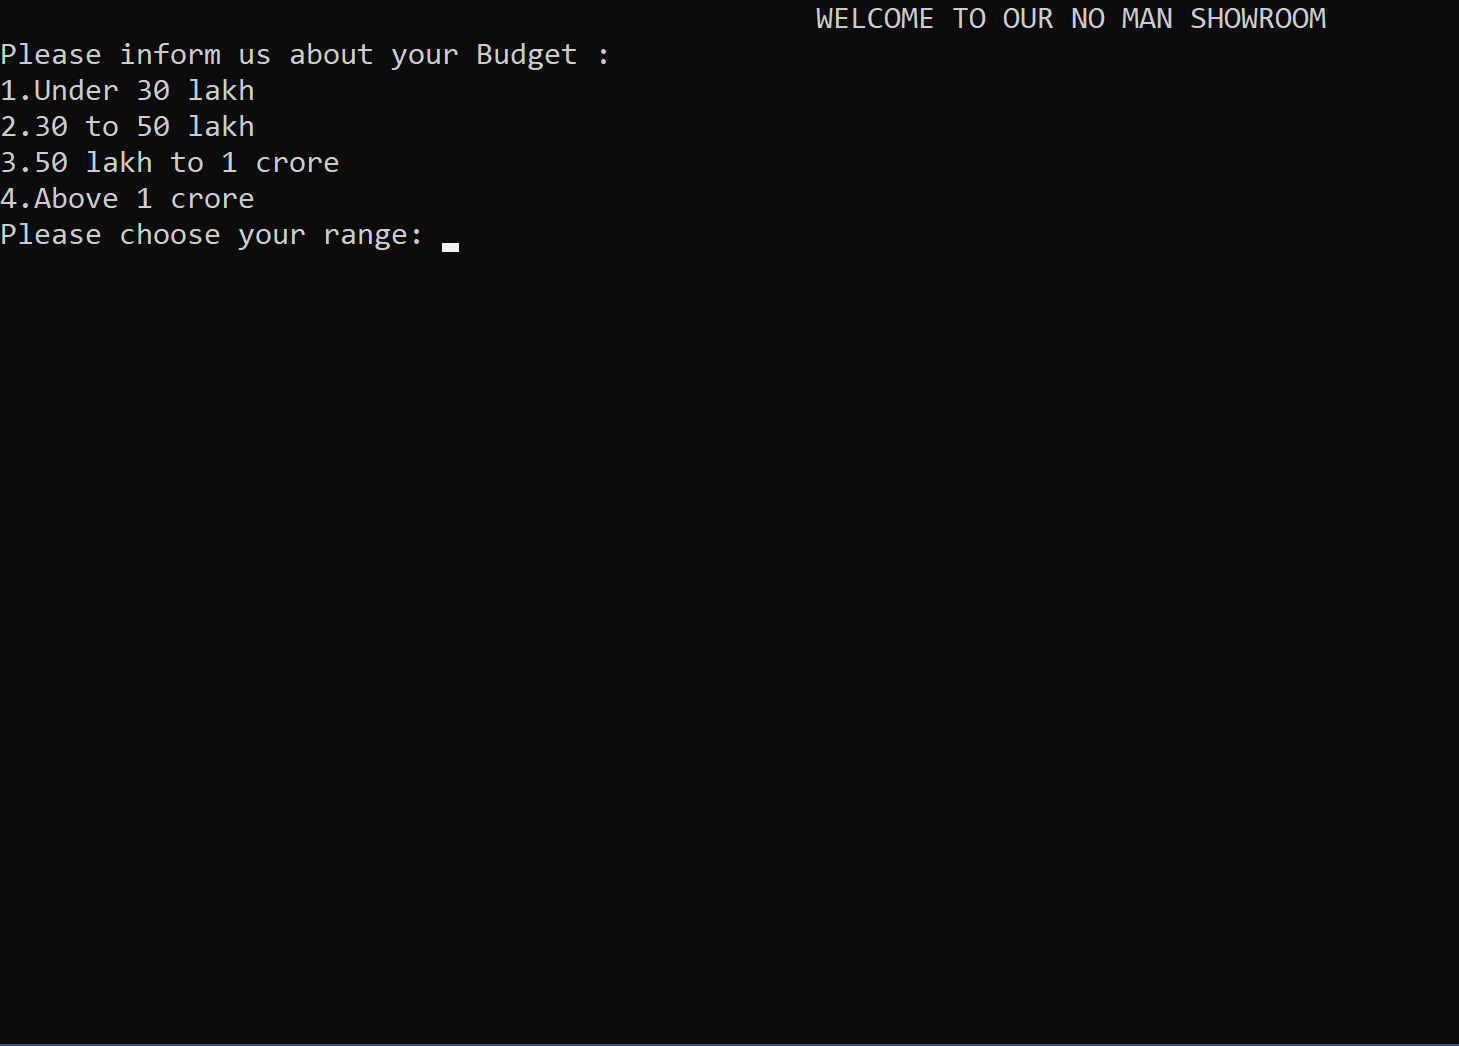 WELCOME TO OUR NO MAN SHOWROOM
Please inform us about your Budget :
1.Under 30 lakh
2.30 to 50 lakh
3.50 lakh to 1 crore
4.Above 1 crore
Please choose your range: